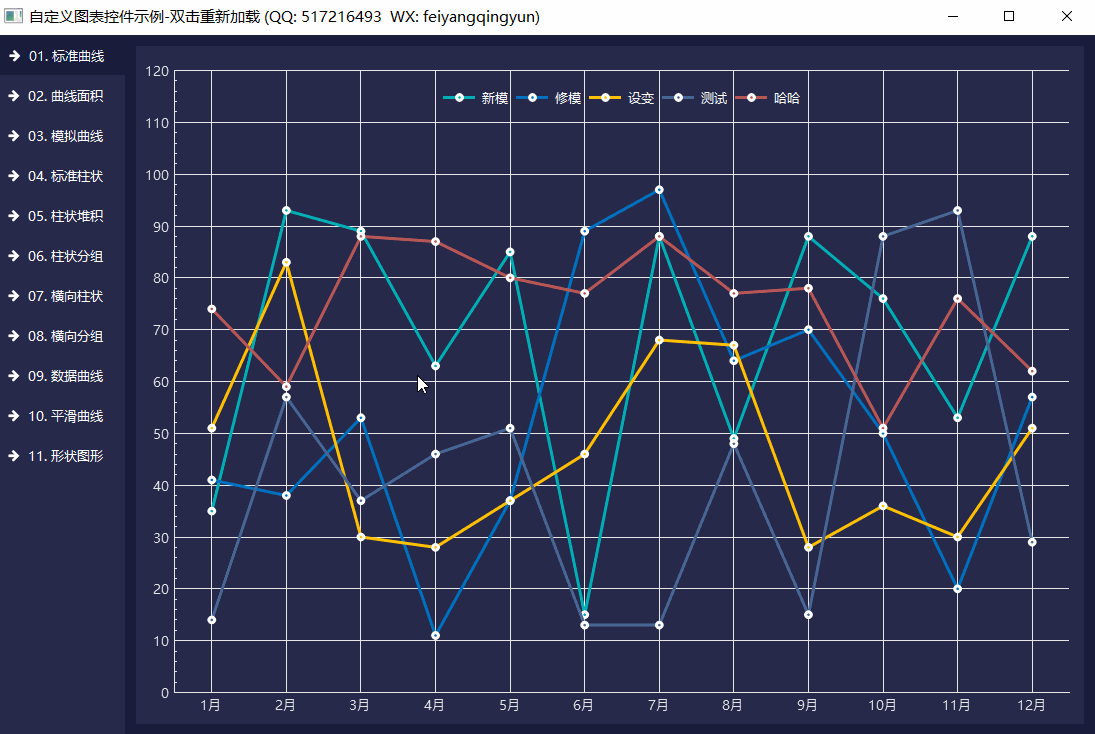 自定义图表控件示例-双击重新加载 (QQ: 517216493  WX: feiyangqingyun)
01. 标准曲线
02. 曲线面积
03. 模拟曲线
04. 标准柱状
05. 柱状堆积
06. 柱状分组
07. 横向柱状
08. 横向分组
09. 数据曲线
10. 平滑曲线
11. 形状图形
新模 修模 设变 测试 哈哈
120
110
100
90
80
70
60
50
40
30
20
10
0
1月 2月 3月 4月 5月 6月 7月 8月 9月 10月 11月 12月